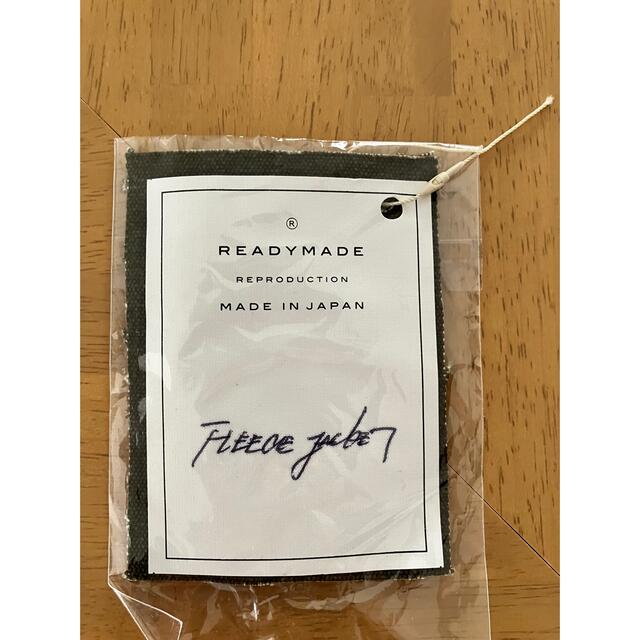 ®
READYMADE
REPRODUCTION
MADE IN JAPAN
FLEECE jacket